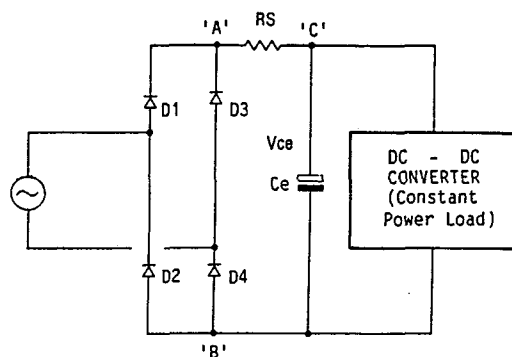 'A'
RS
'C'
D1
D3
Vce
Ce
DC - DC
CONVERTER
(Constant
Power Load)
D2
D4
'B'